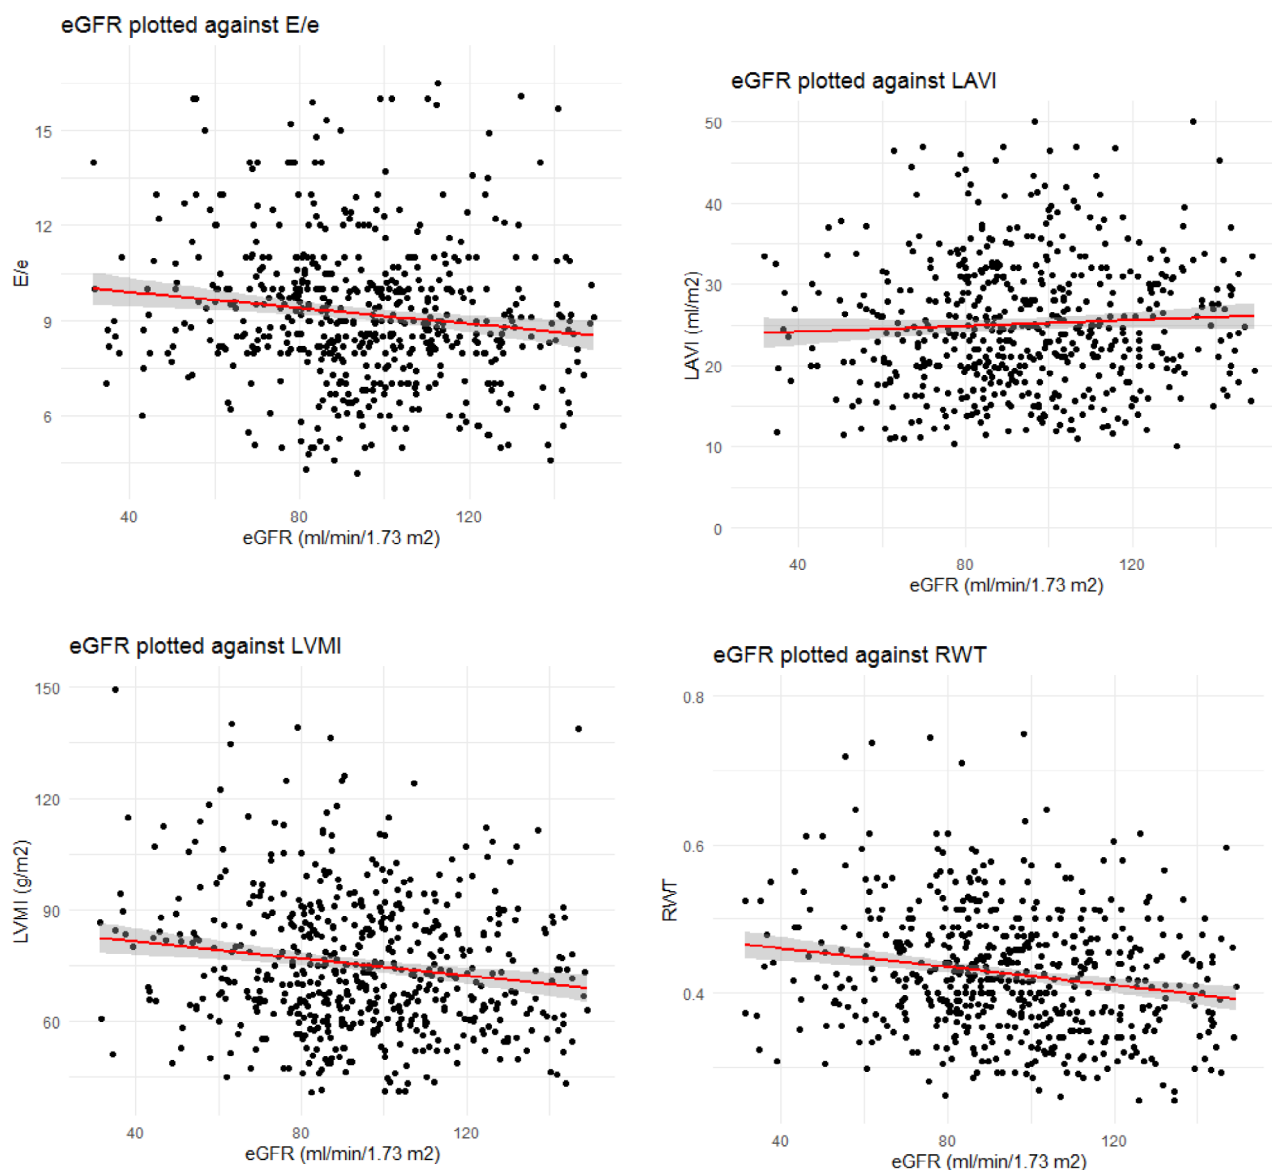 eGFR plotted against E/e
15
12
9
6
E/e
40 80 120
eGFR (ml/min/1.73 m2)
eGFR plotted against LAVI
50
40
30
20
10
0
LAVI (ml/m2)
40 80 120
eGFR (ml/min/1.73 m2)
eGFR plotted against LVMI
150
120
90
60
LVMI (g/m2)
40 80 120
eGFR (ml/min/1.73 m2)
eGFR plotted against RWT
0.8
0.6
0.4
RWT
40 80 120
eGFR (ml/min/1.73 m2)